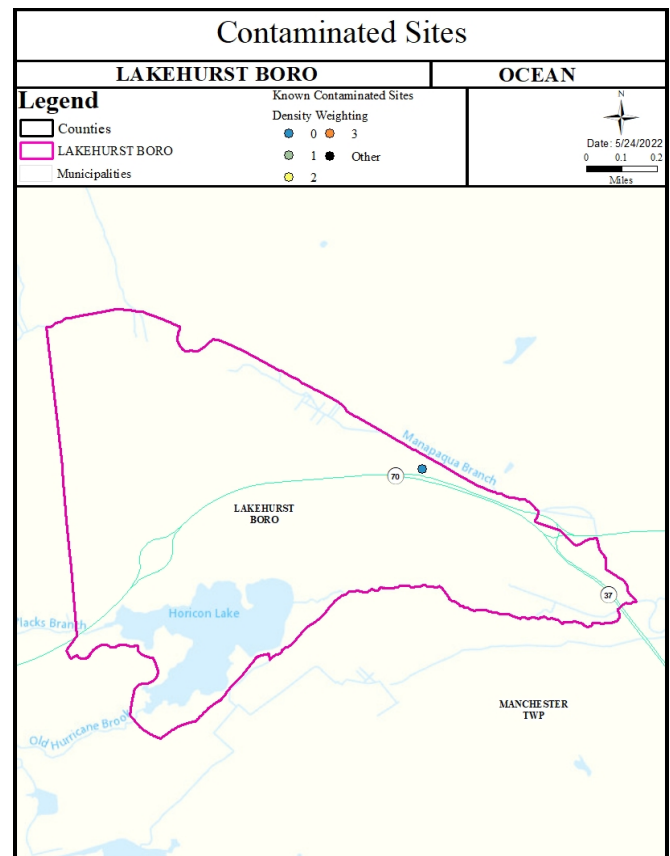 Contaminated Sites
LAKEHURST BORO
OCEAN
Legend
Counties
LAKEHURST BORO
Municipalities
Known Contaminated Sites
Density Weighting
0
3
1
Other
2
N
Date: 5/24/2022
0 0.1 0.2
Miles
Manapaqua Branch
70
LAKEHURST
BORO
37
Horicon Lake
Blacks Branch
Old Hurricane Brook
MANCHESTER
TWP